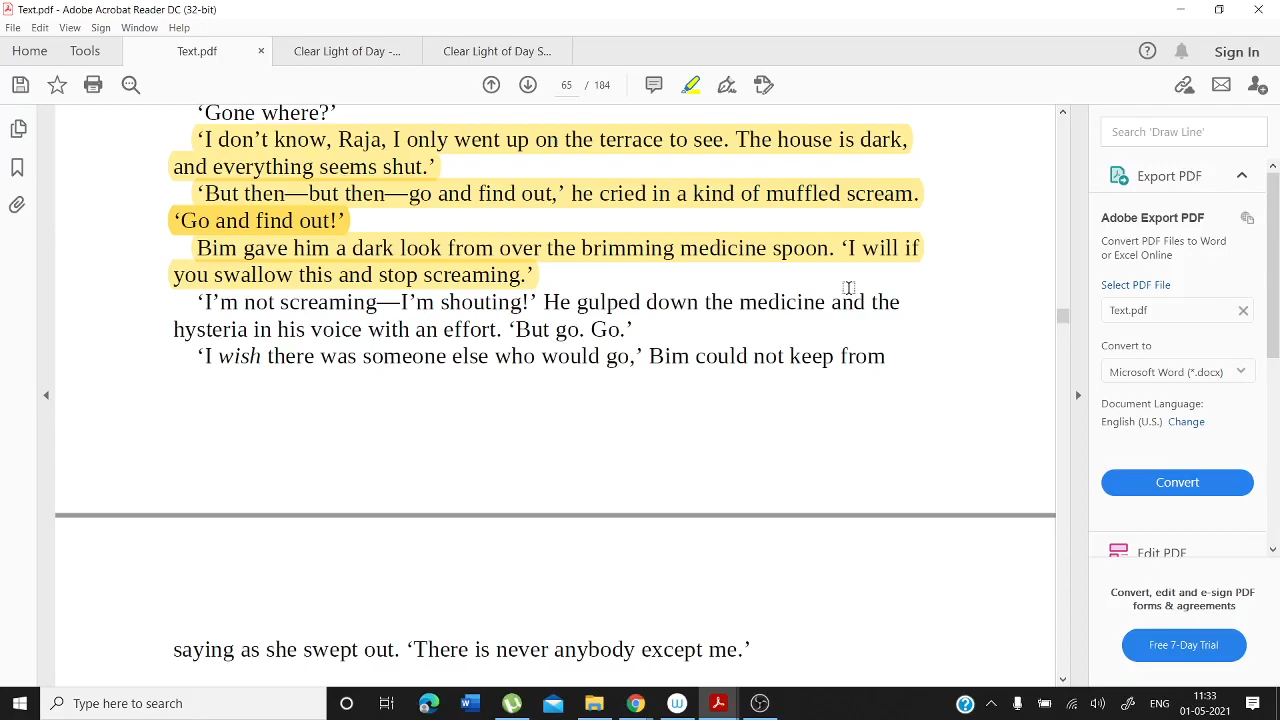 Text.pdf - Adobe Acrobat Reader DC (32-bit)
File Edit View Sign Window Help
Home Tools Text.pdf × Clear Light of Day -... Clear Light of Day S... Sign In
65 / 184
‘Gone where?’
‘I don’t know, Raja, I only went up on the terrace to see. The house is dark,
and everything seems shut.’
‘But then—but then—go and find out,’ he cried in a kind of muffled scream.
‘Go and find out!’
Bim gave him a dark look from over the brimming medicine spoon. ‘I will if
you swallow this and stop screaming.’
‘I’m not screaming—I’m shouting!’ He gulped down the medicine and the
hysteria in his voice with an effort. ‘But go. Go.’
‘I wish there was someone else who would go,’ Bim could not keep from
saying as she swept out. ‘There is never anybody except me.’
Search 'Draw Line'
Export PDF
Adobe Export PDF
Convert PDF Files to Word
or Excel Online
Select PDF File
Text.pdf
Convert to
Microsoft Word (*.docx)
Document Language:
English (U.S.) Change
Convert
Edit PDF
Convert, edit and e-sign PDF
forms & agreements
Free 7-Day Trial
Type here to search
ENG
11:33
01-05-2021